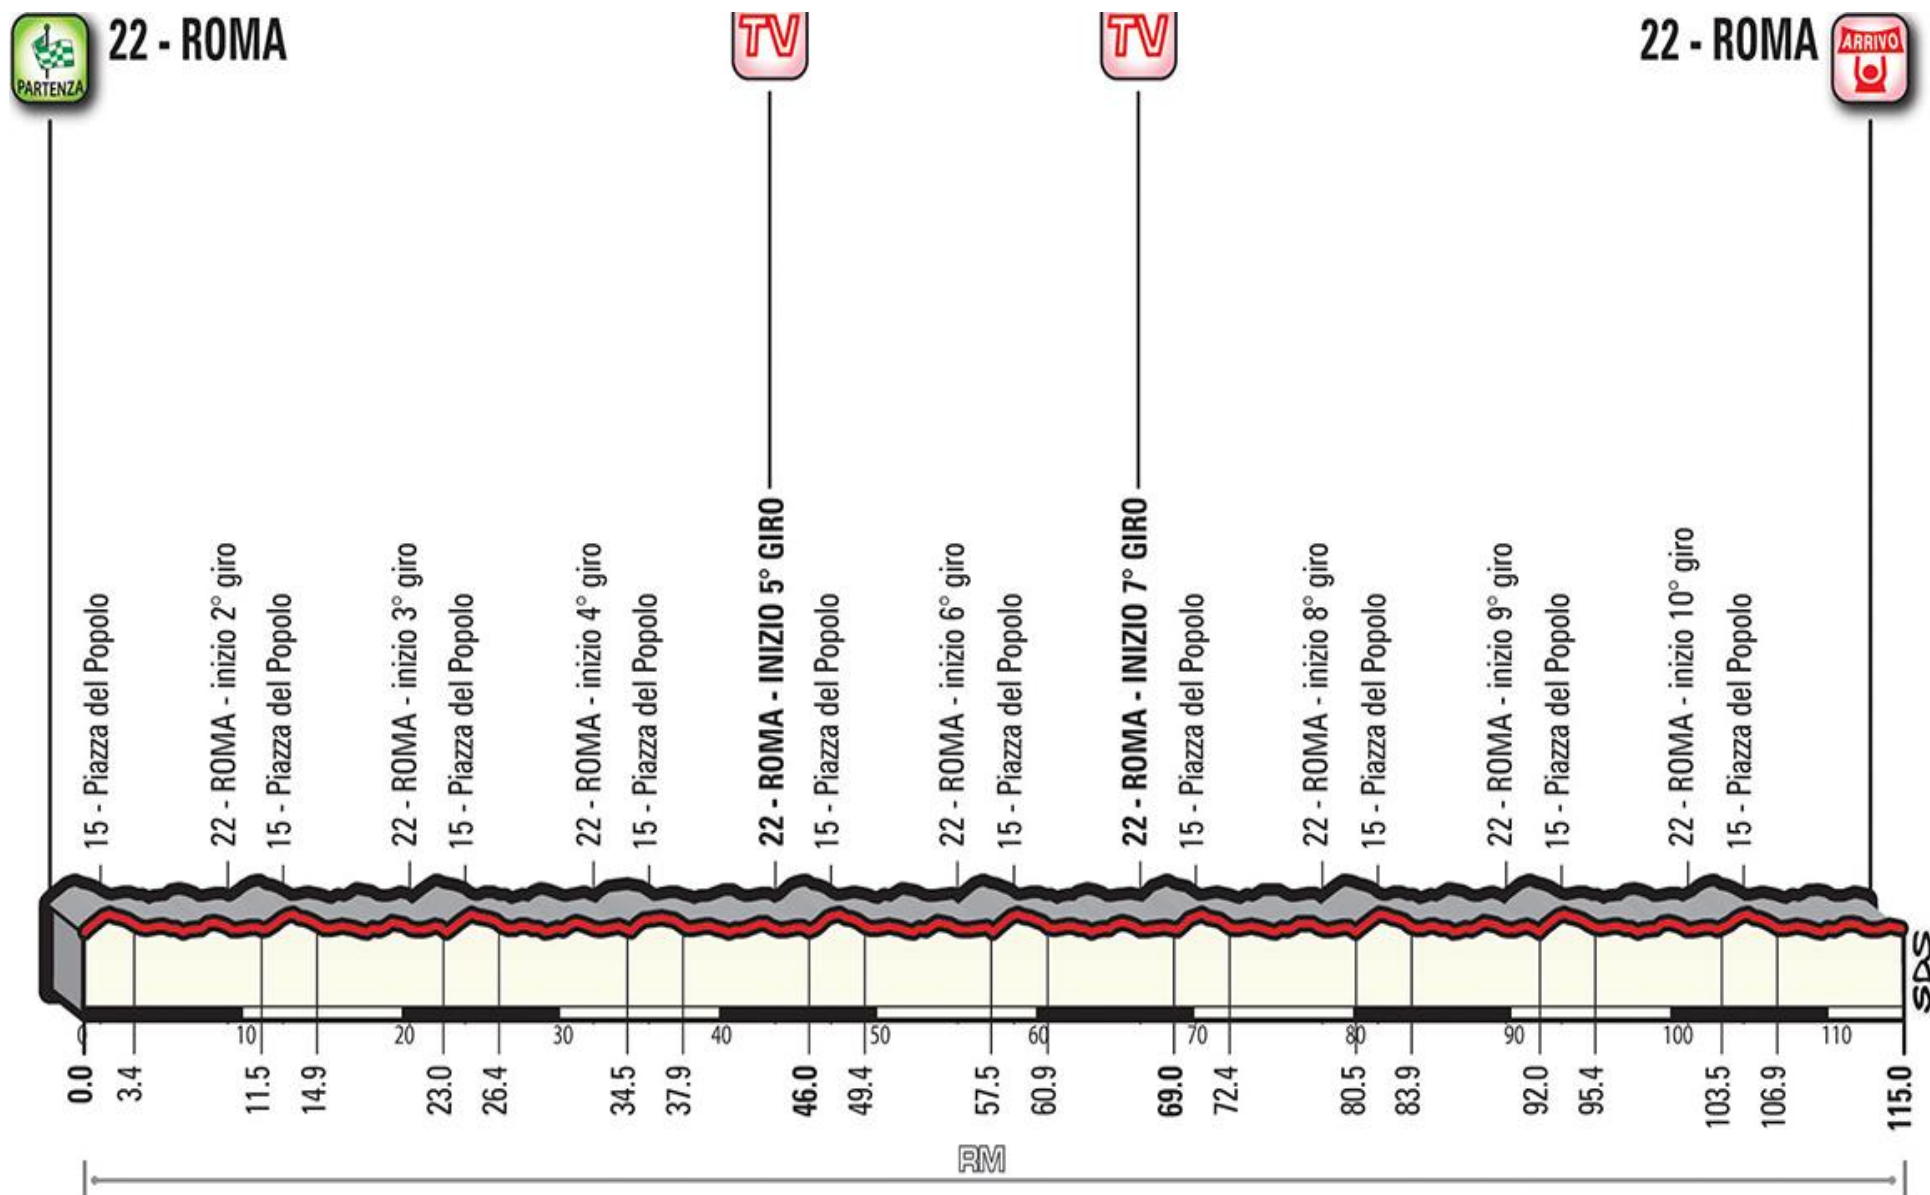 PARTENZA
22 - ROMA
TV
TV
22 - ROMA
ARRIVO
15 - Piazza del Popolo
22 - ROMA - inizio 2° giro
15 - Piazza del Popolo
22 - ROMA - inizio 3° giro
15 - Piazza del Popolo
22 - ROMA - inizio 4° giro
15 - Piazza del Popolo
22 - ROMA - INIZIO 5° GIRO
15 - Piazza del Popolo
22 - ROMA - inizio 6° giro
15 - Piazza del Popolo
22 - ROMA - INIZIO 7° GIRO
15 - Piazza del Popolo
22 - ROMA - inizio 8° giro
15 - Piazza del Popolo
22 - ROMA - inizio 9° giro
15 - Piazza del Popolo
22 - ROMA - inizio 10° giro
15 - Piazza del Popolo
SDS
0 10 20 30 40 50 60 70 80 90 100 110
0.0
3.4
11.5
14.9
23.0
26.4
34.5
37.9
46.0
49.4
57.5
60.9
69.0
72.4
80.5
83.9
92.0
95.4
103.5
106.9
115.0
RM